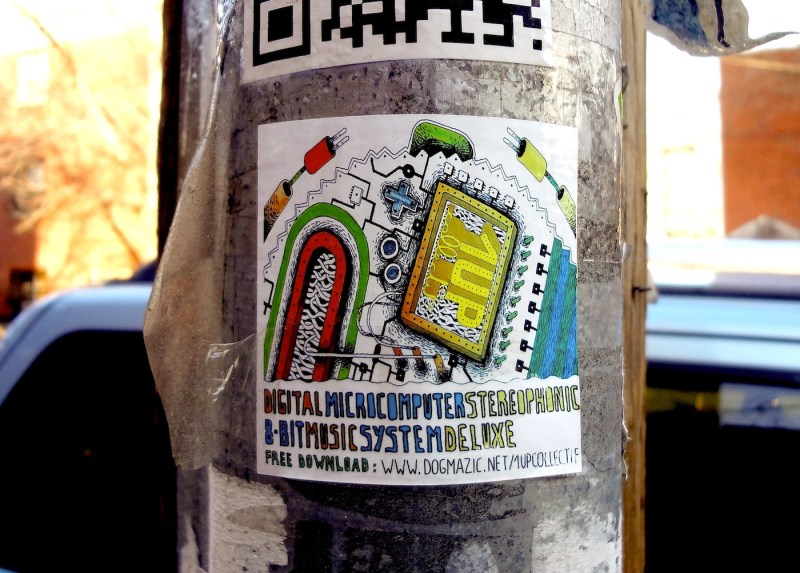 1UP
DIGITAL MICROCOMPUTER STEREOPHONIC
8-BIT MUSIC SYSTEM DELUXE
FREE DOWNLOAD: WWW.DOGMAZIC.NET/1UPCOLLECTIF